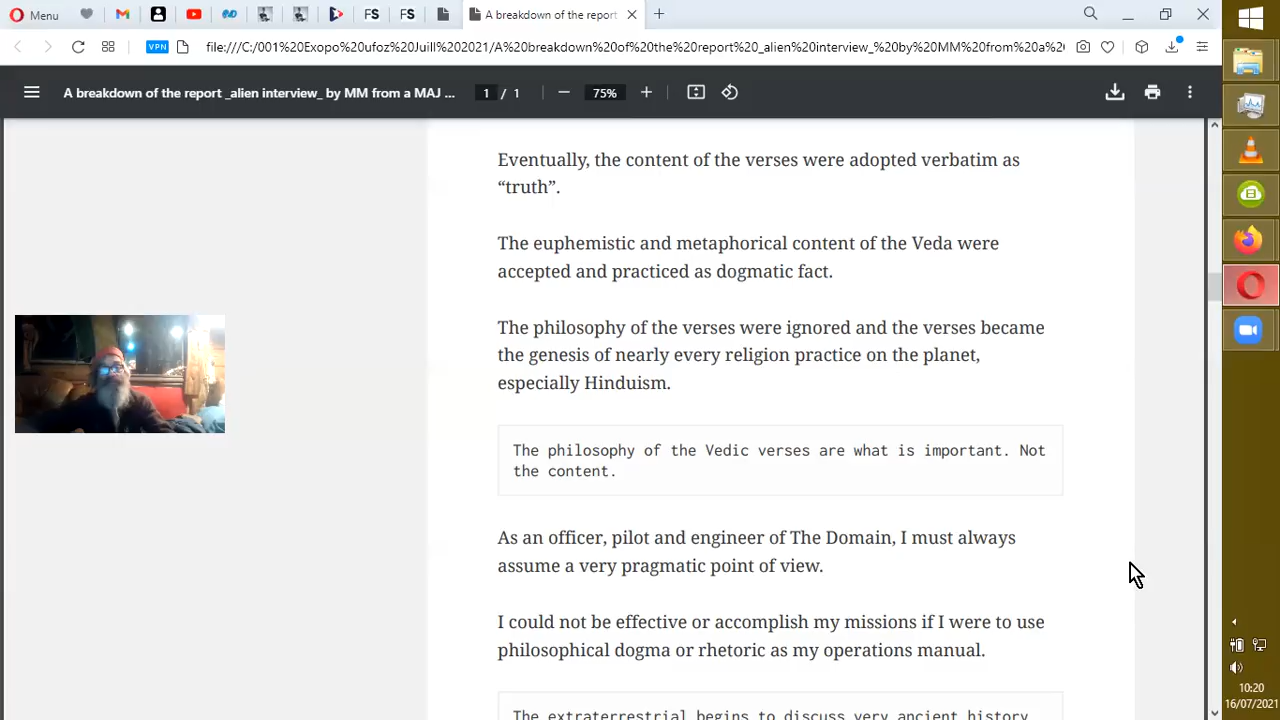 Menu
FS
FS
A breakdown of the report
VPN
file:///C:/001%20Exopo%20ufoz%20Juill%202021/A%20breakdown%20of%20the%20report%20_alien%20interview_%20by%20MM%20from%20a%2(
A breakdown of the report _alien interview_ by MM from a MAJ ...
1 / 1
75%
Eventually, the content of the verses were adopted verbatim as
“truth”.
The euphemistic and metaphorical content of the Veda were
accepted and practiced as dogmatic fact.
The philosophy of the verses were ignored and the verses became
the genesis of nearly every religion practice on the planet,
especially Hinduism.
The philosophy of the Vedic verses are what is important. Not
the content.
As an officer, pilot and engineer of The Domain, I must always
assume a very pragmatic point of view.
I could not be effective or accomplish my missions if I were to use
philosophical dogma or rhetoric as my operations manual.
The extraterrestrial begins to discuss very ancient history
10:20
16/07/2021